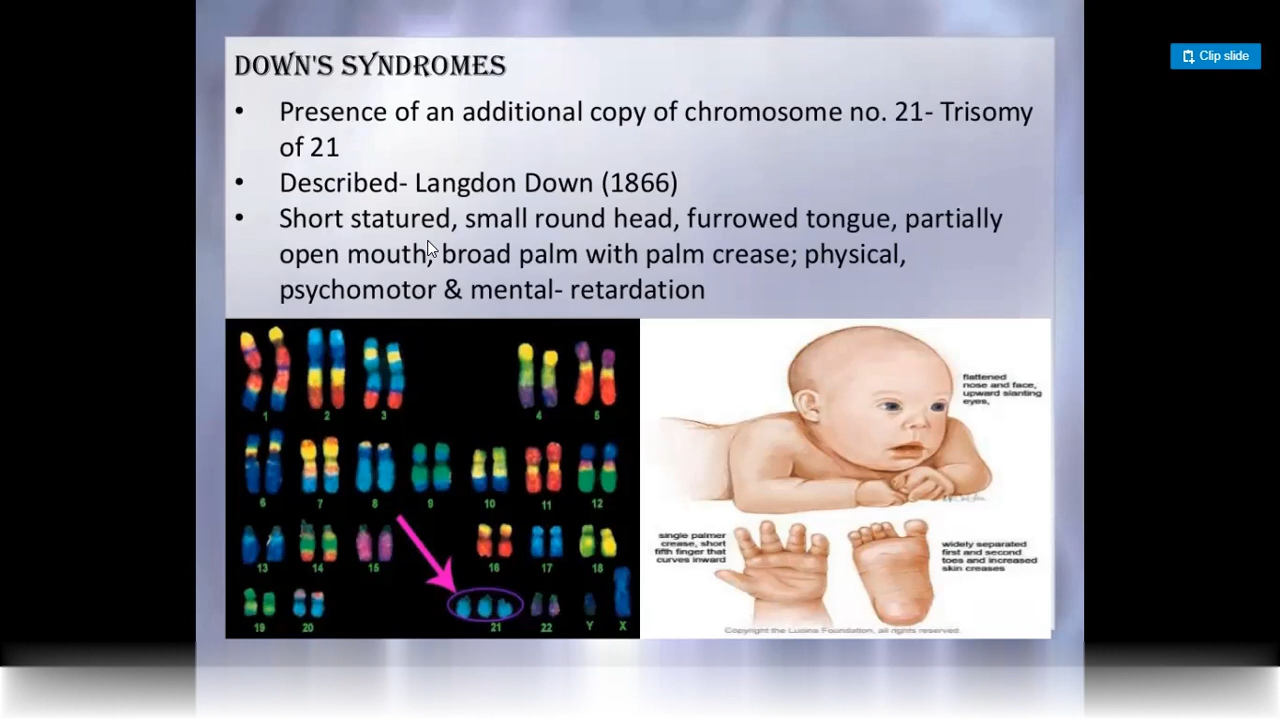 Clip slide
DOWN'S SYNDROMES
• Presence of an additional copy of chromosome no. 21- Trisomy
of 21
• Described- Langdon Down (1866)
• Short statured, small round head, furrowed tongue, partially
open mouth; broad palm with palm crease; physical,
psychomotor & mental- retardation
1 2 3 4 5
6 7 8 9 10 11 12
13 14 15 16 17 18
19 20 21 22 Y X
flattened
nose and face,
upward slanting
eyes,
single palmer
crease, short
fifth finger that
curves inward
widely separated
first and second
toes and increased
skin creases
Copyright the Lucina Foundation, all rights reserved.